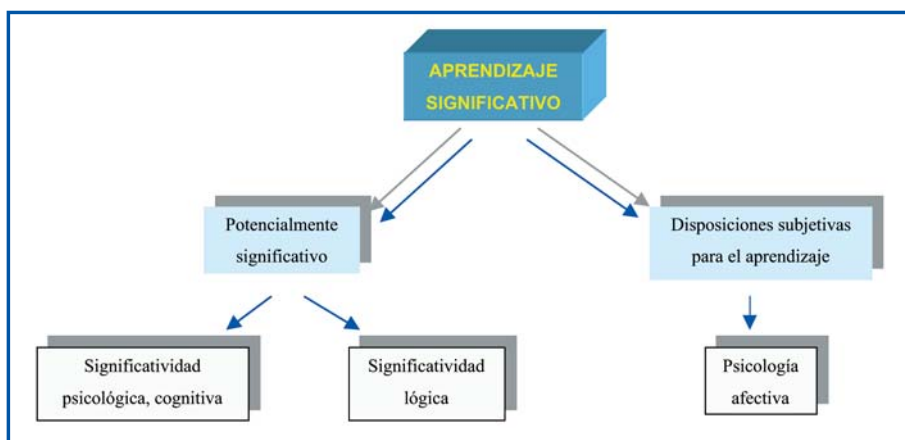 APRENDIZAJE
SIGNIFICATIVO
Potencialmente
significativo
Disposiciones subjetivas
para el aprendizaje
Significatividad
psicológica, cognitiva
Significatividad
lógica
Psicología
afectiva